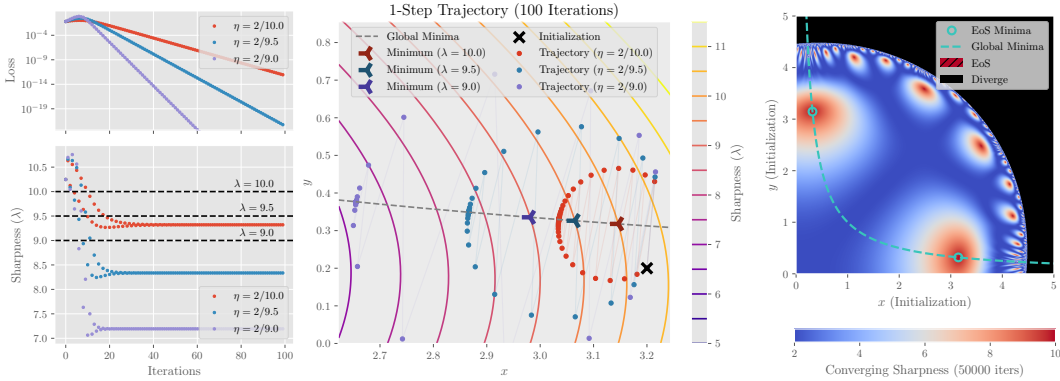 10⁻⁴
10⁻⁹
10⁻¹⁴
10⁻¹⁹
Loss
η = 2/10.0
η = 2/9.5
η = 2/9.0
10.5
10.0
9.5
9.0
8.5
8.0
7.5
7.0
Sharpness (λ)
λ = 10.0
λ = 9.5
λ = 9.0
η = 2/10.0
η = 2/9.5
η = 2/9.0
0 20 40 60 80 100
Iterations
1-Step Trajectory (100 Iterations)
Global Minima
Minimum (λ = 10.0)
Minimum (λ = 9.5)
Minimum (λ = 9.0)
Initialization
Trajectory (η = 2/10.0)
Trajectory (η = 2/9.5)
Trajectory (η = 2/9.0)
0.8
0.7
0.6
0.5
0.4
0.3
0.2
0.1
0.0
y
2.7 2.8 2.9 3.0 3.1 3.2
x
11
10
9
8
7
6
5
Sharpness (λ)
EoS Minima
Global Minima
EoS
Diverge
5
4
3
2
1
0
y (Initialization)
0 1 2 3 4 5
x (Initialization)
2 4 6 8 10
Converging Sharpness (50000 iters)